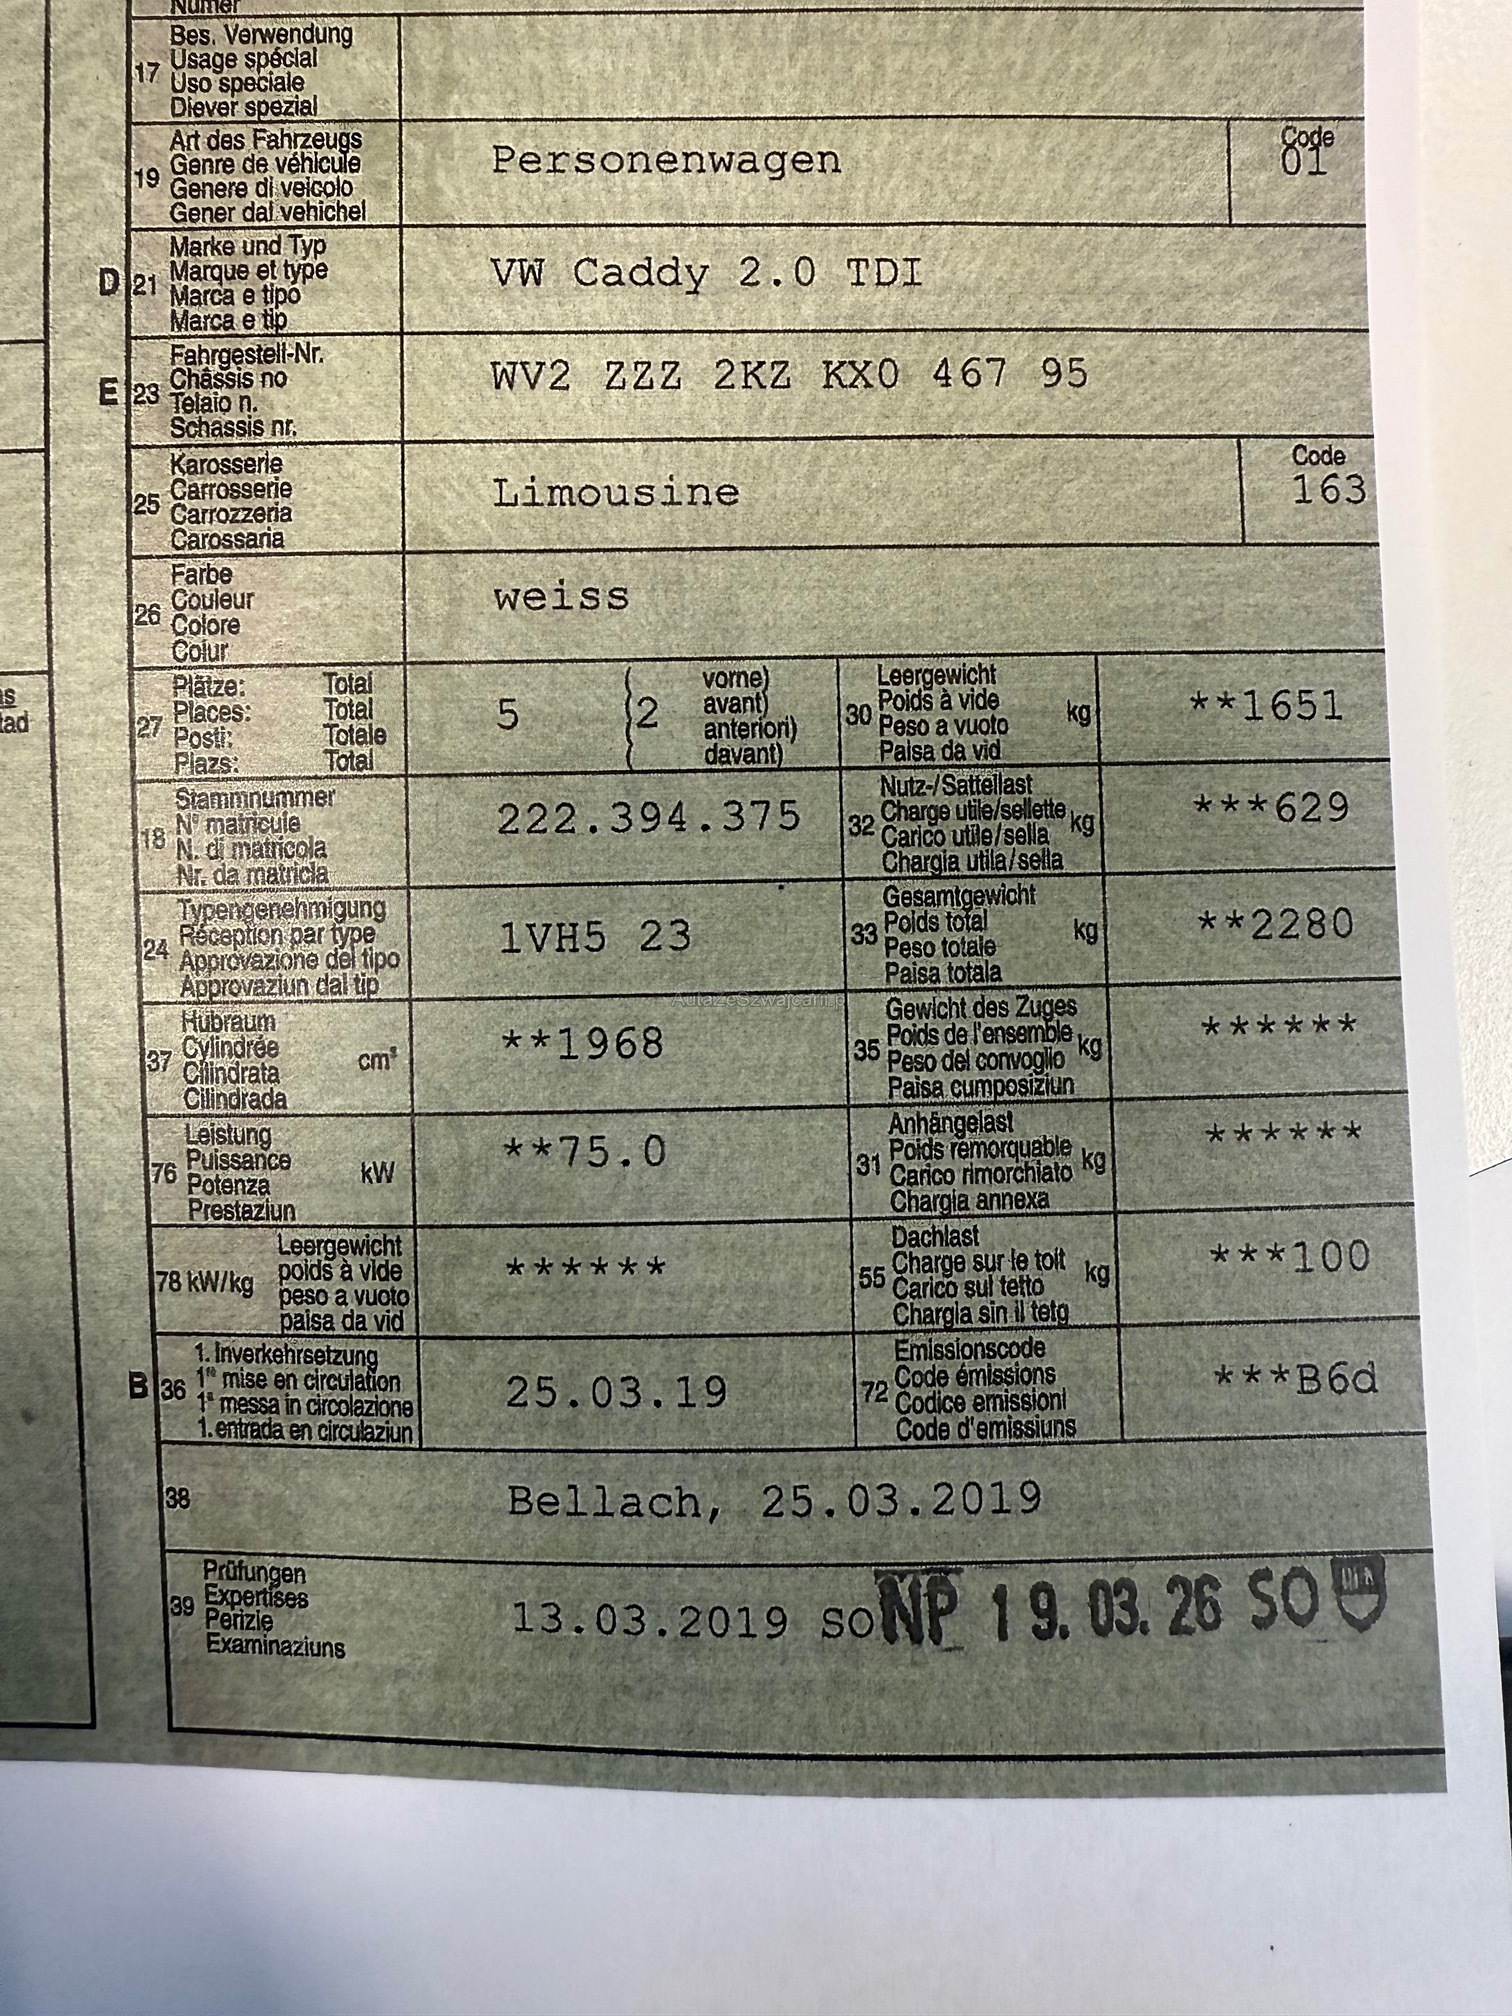 Numer
17 Bes. Verwendung
Usage spécial
Uso speciale
Diever spezial
19 Art des Fahrzeugs
Genre de véhicule
Genere di veicolo
Gener dal vehichel
Personenwagen
Code
01
D 21 Marke und Typ
Marque et type
Marca e tipo
Marca e tip
VW Caddy 2.0 TDI
E 23 Fahrgestell-Nr.
Châssis no
Telaio n.
Schassis nr.
WV2 ZZZ 2KZ KX0 467 95
25 Karosserie
Carrosserie
Carrozzeria
Carossaria
Limousine
Code
163
26 Farbe
Couleur
Colore
Colur
weiss
27 Plätze: Total
Places: Total
Posti: Totale
Plazs: Total
5 2 vorne)
avant)
anteriori)
davant)
30 Leergewicht
Poids à vide
Peso a vuoto
Paisa da vid
kg
**1651
18 Stammnummer
N° matricule
N. di matricola
Nr. da matricla
222.394.375
32 Nutz-/Sattellast
Charge utile/sellette
Carico utile/sella
Chargia utila/sella
kg
***629
24 Typengenehmigung
Réception par type
Approvazione del tipo
Approvaziun dal tip
1VH5 23
33 Gesamtgewicht
Poids total
Peso totale
Paisa totala
kg
**2280
AutazeSzwajcarii.p
37 Hubraum
Cylindrée
Cilindrata
Cilindrada
cm³
**1968
35 Gewicht des Zuges
Poids de l'ensemble
Peso del convoglio
Paisa cumposiziun
kg
******
76 Leistung
Puissance
Potenza
Prestaziun
kW
**75.0
31 Anhängelast
Poids remorquable
Carico rimorchiato
Chargia annexa
kg
******
78 kW/kg
Leergewicht
poids à vide
peso a vuoto
paisa da vid
******
55 Dachlast
Charge sur le toit
Carico sul tetto
Chargia sin il tetg
kg
***100
B 36 1. Inverkehrsetzung
1re mise en circulation
1a messa in circolazione
1. entrada en circulaziun
25.03.19
72 Emissionscode
Code émissions
Codice emissioni
Code d'emissiuns
***B6d
38 Bellach, 25.03.2019
39 Prüfungen
Expertises
Perizie
Examinaziuns
13.03.2019 SO NP 19.03.26 SO